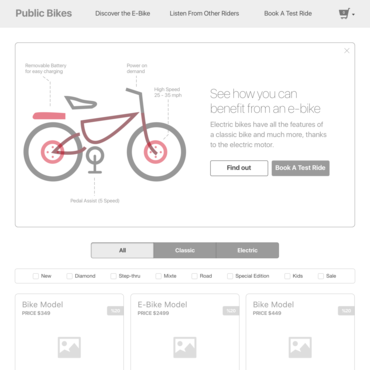 Public Bikes
Discover the E-Bike
Listen From Other Riders
Book A Test Ride
Removable Battery
for easy charging
Power on
demand
High Speed
25 - 35 mph
Pedal Assist (5 Speed)
See how you can
benefit from an e-bike
Electric bikes have all the features of
a classic bike and much more, thanks
to the electric motor.
Find out
Book A Test Ride
All
Classic
Electric
New
Diamond
Step-thru
Mixte
Road
Special Edition
Kids
Sale
Bike Model
PRICE $349
E-Bike Model
PRICE $2499
Bike Model
PRICE $449